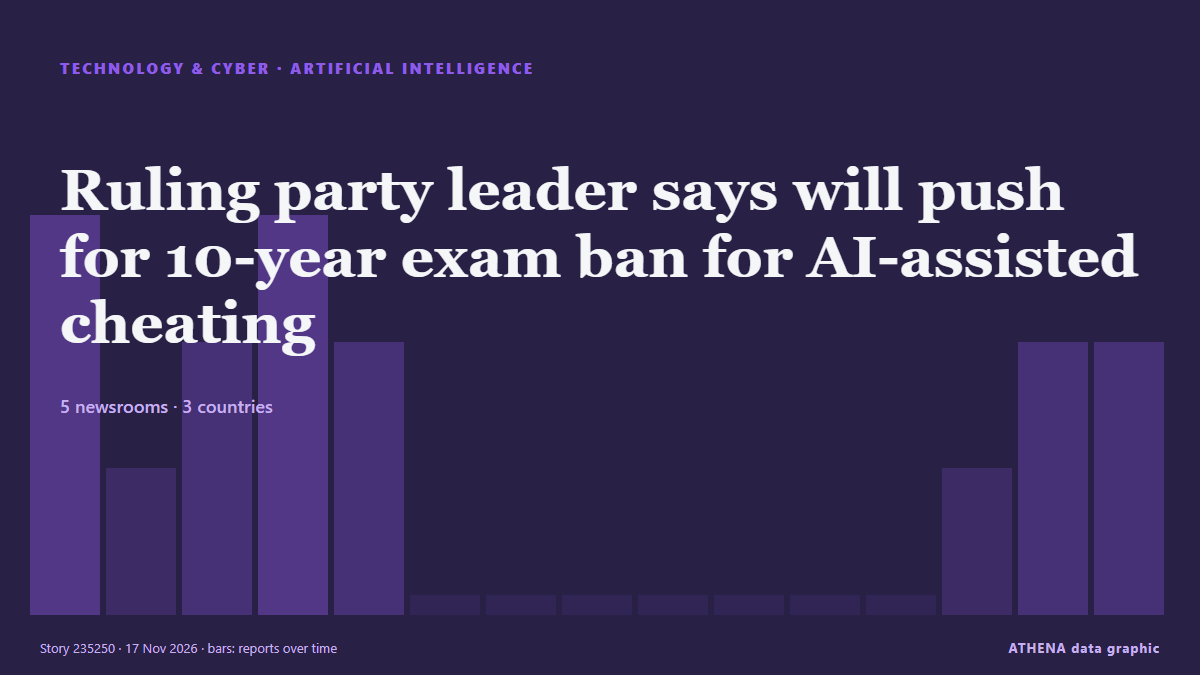 TECHNOLOGY & CYBER · ARTIFICIAL INTELLIGENCE
Ruling party leader says will push
for 10-year exam ban for AI-assisted
cheating
5 newsrooms · 3 countries
Story 235250 · 17 Nov 2026 · bars: reports over time
ATHENA data graphic